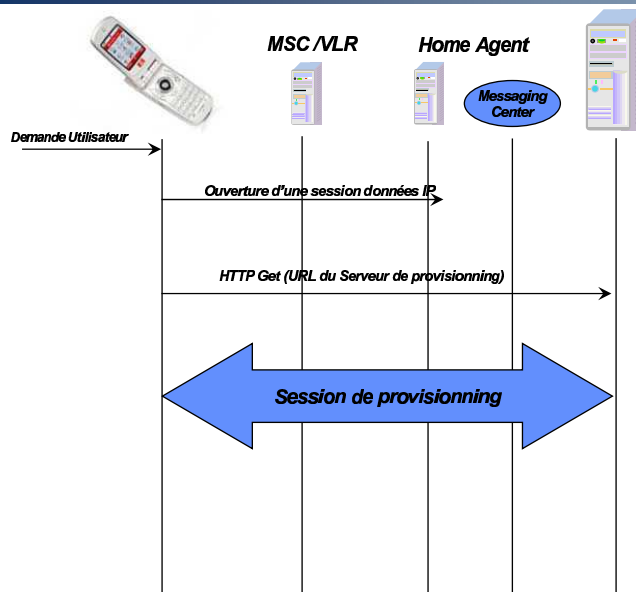 MSC /VLR
Home Agent
Messaging
Center
Demande Utilisateur
Ouverture d'une session données IP
HTTP Get (URL du Serveur de provisionning)
Session de provisionning